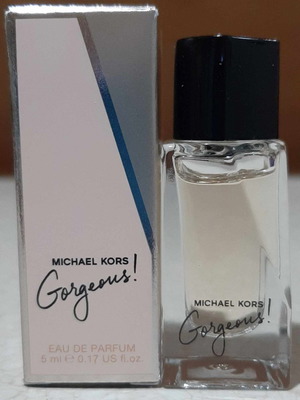 MICHAEL KORS
Gorgeous!
EAU DE PARFUM
5 ml ℮ 0.17 US fl.oz.
MICHAEL KORS
Gorgeous!